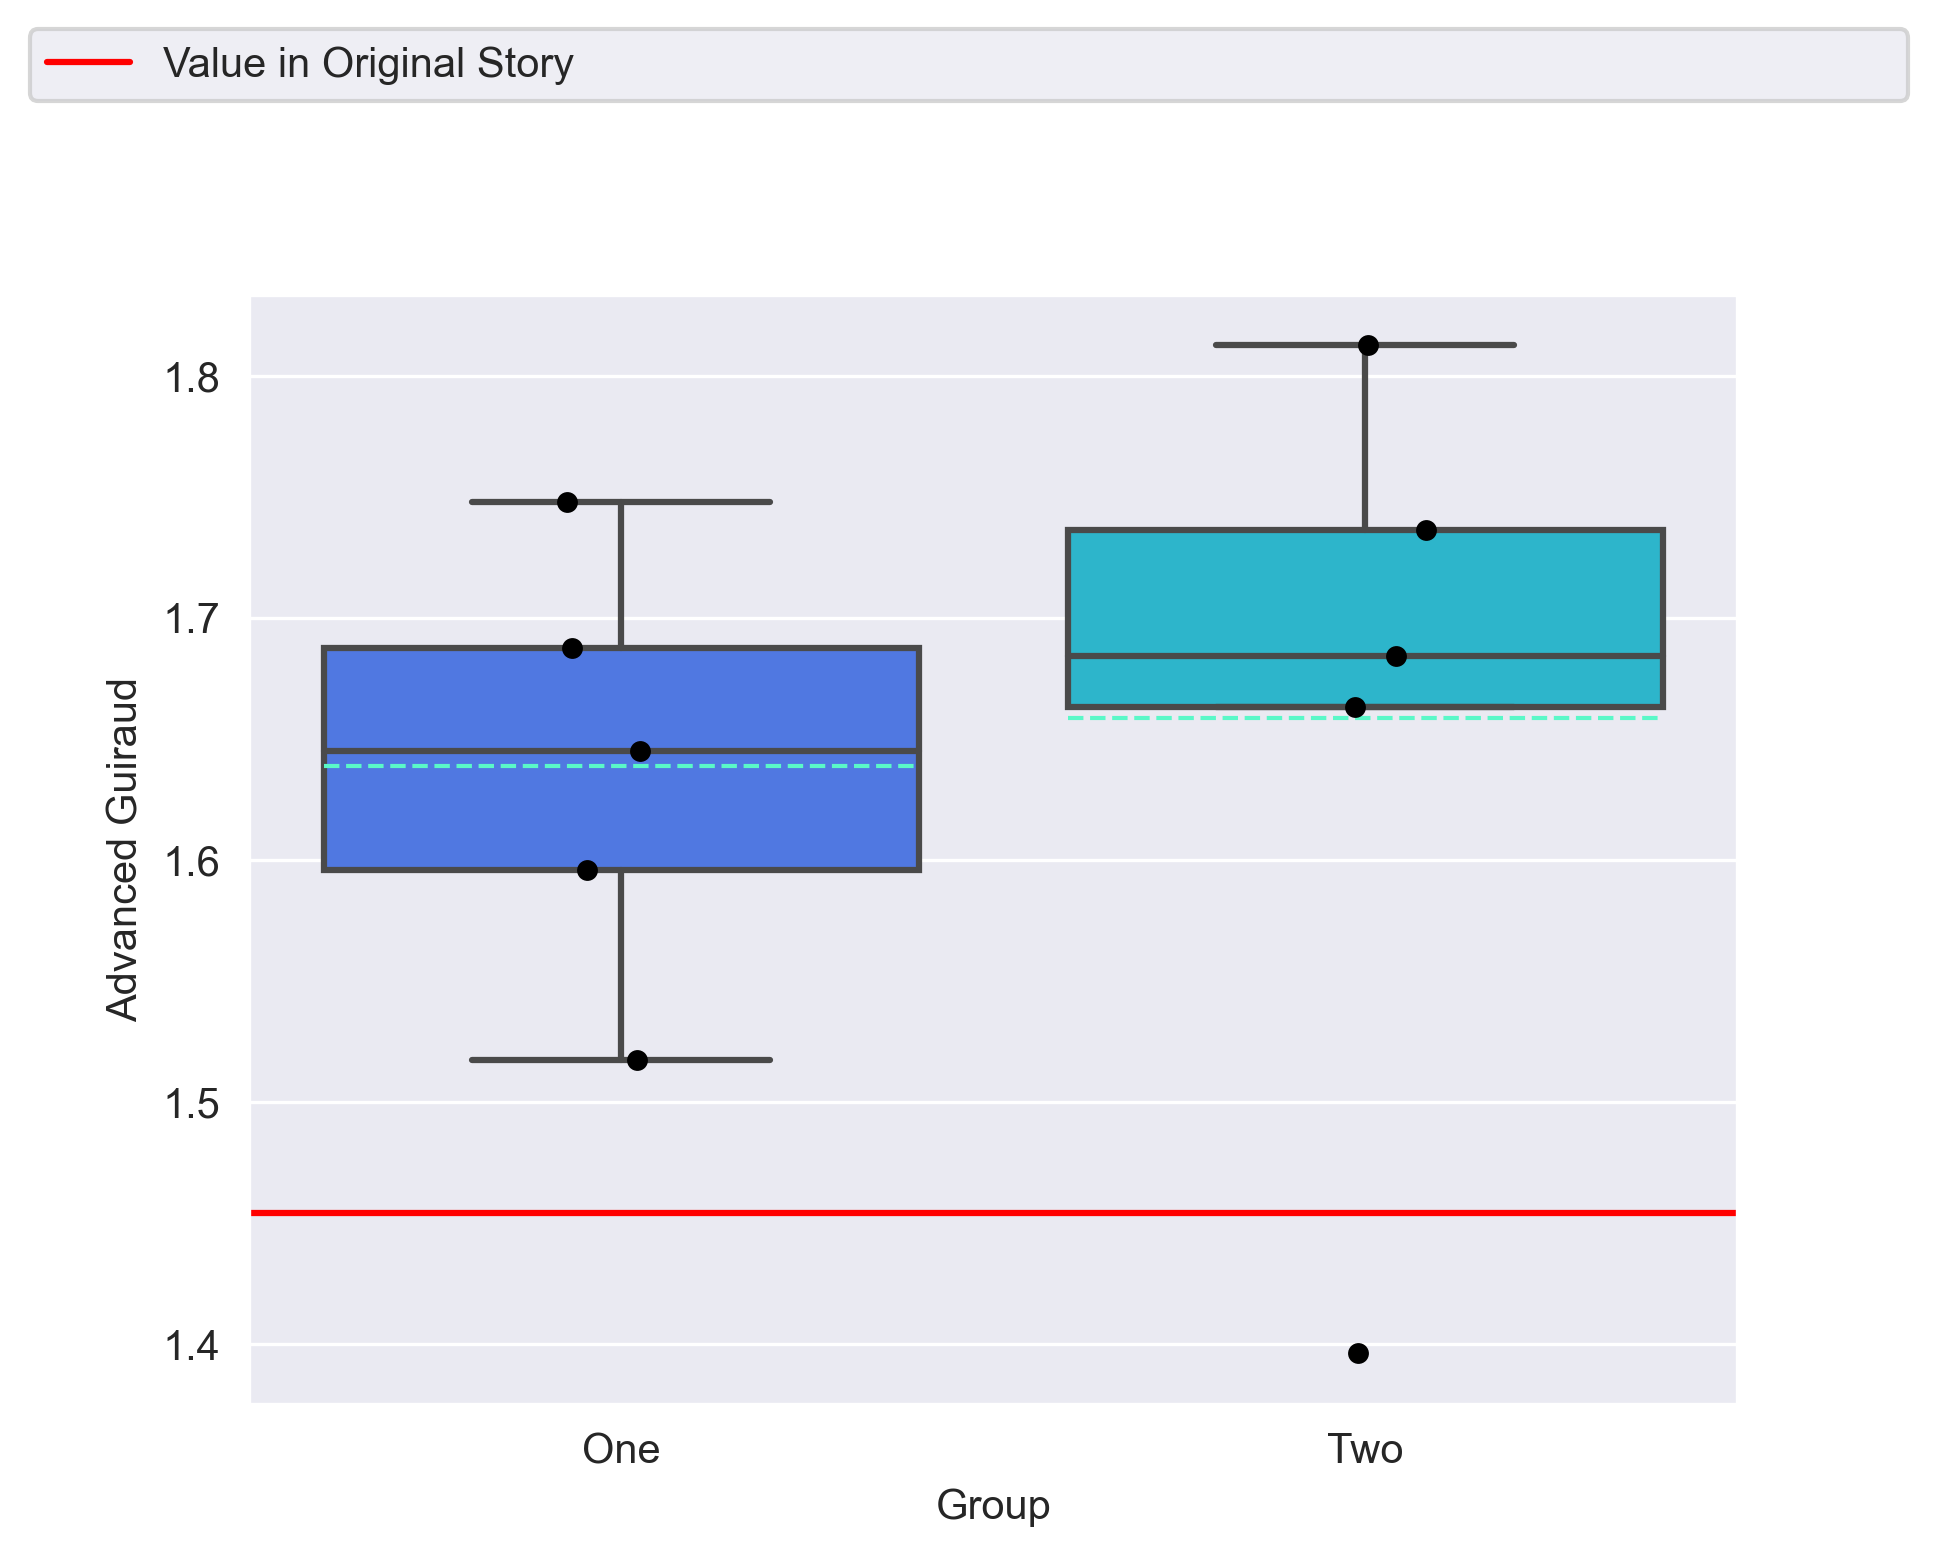 Value in Original Story
1.8
1.7
1.6
1.5
1.4
Advanced Guiraud
One
Two
Group